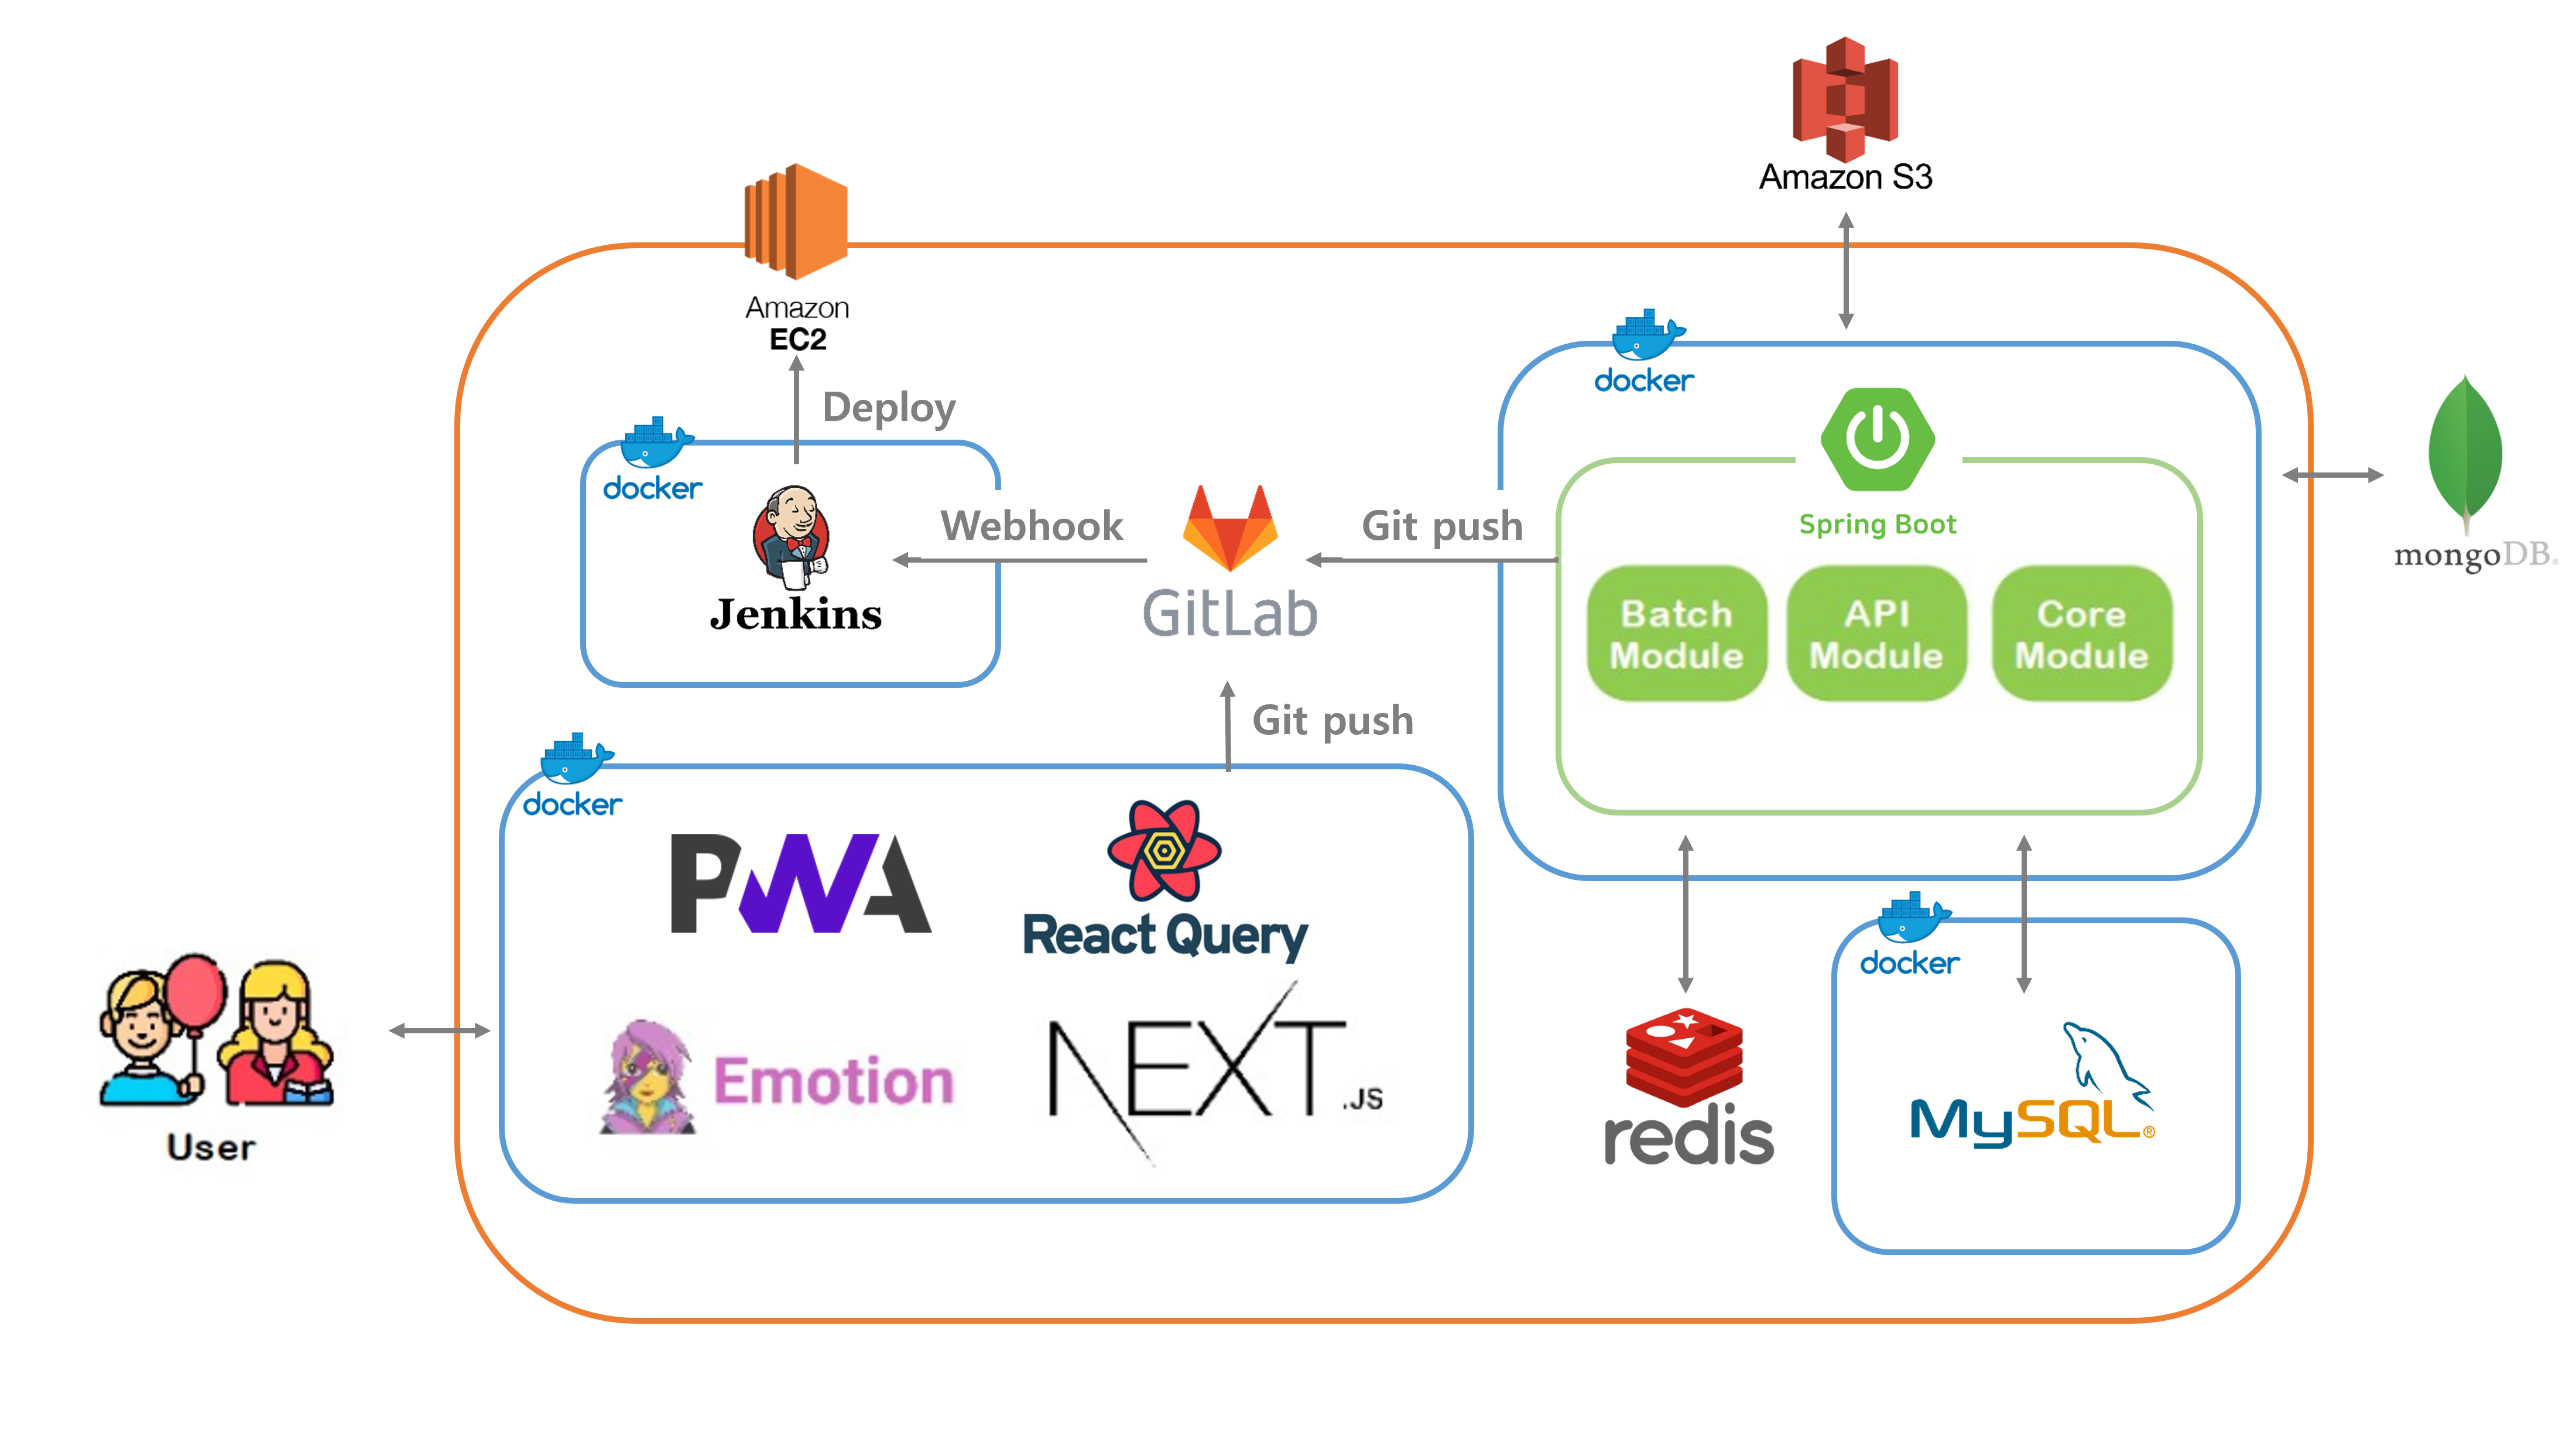 Amazon S3
Amazon
EC2
Deploy
docker
Jenkins
Webhook
GitLab
Git push
docker
Spring Boot
Batch
Module
API
Module
Core
Module
mongoDB®
Git push
docker
PWA
React Query
Emotion
NEXT.JS
User
redis
docker
MySQL®